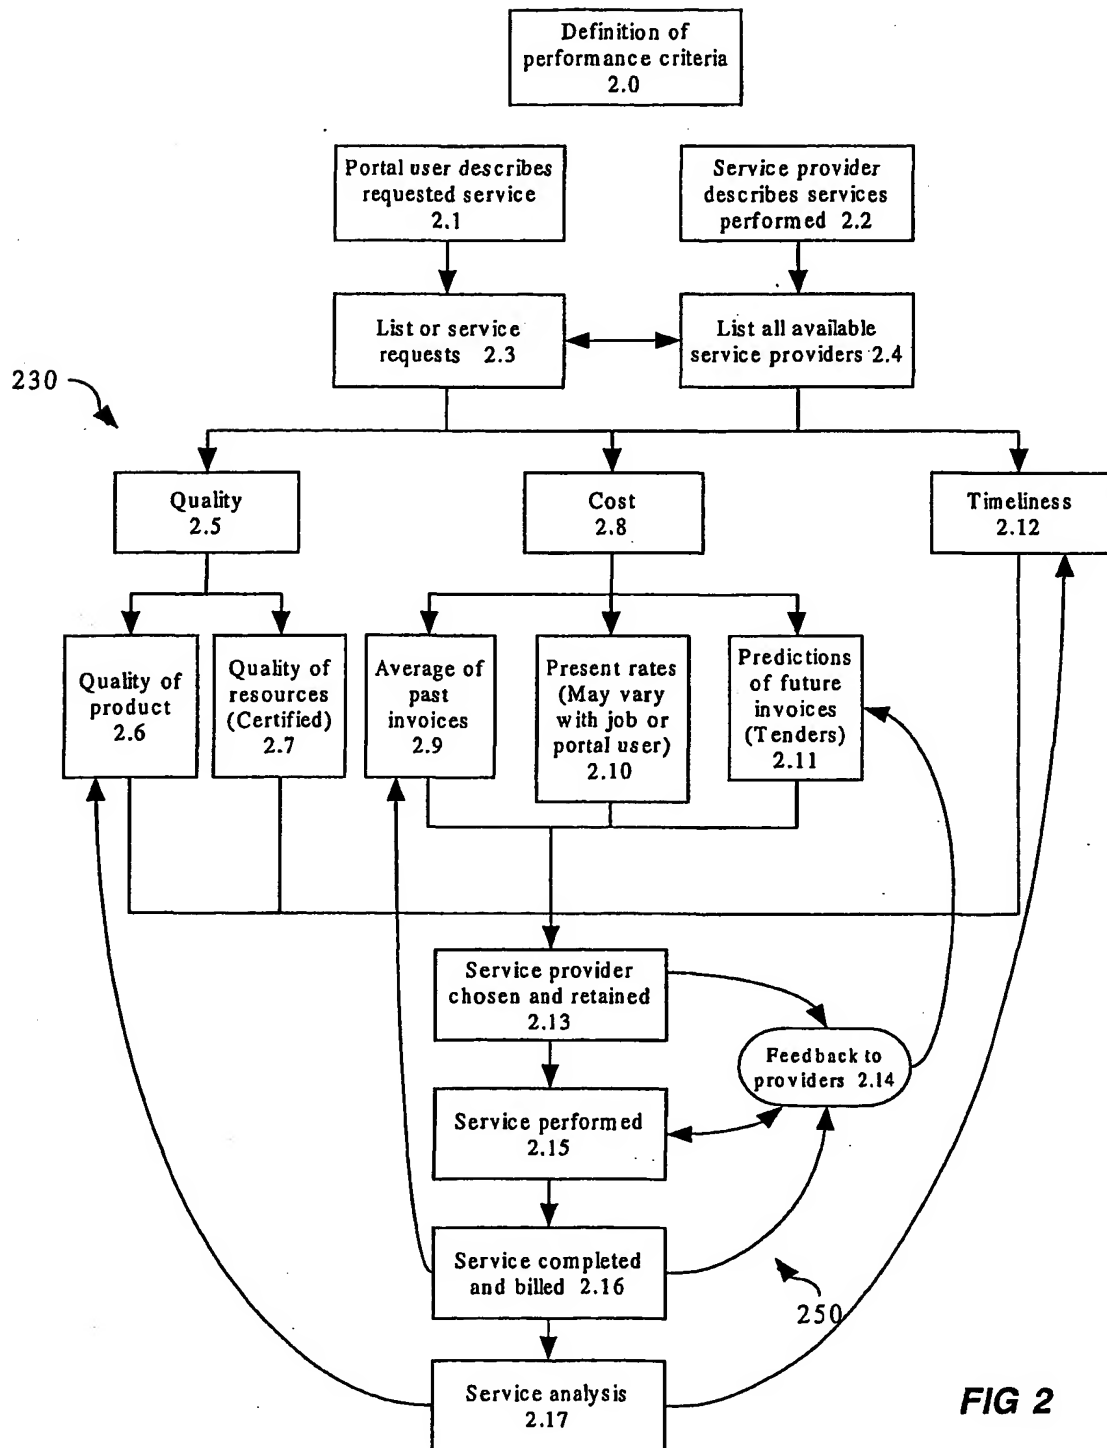 Definition of
performance criteria
2.0
Portal user describes
requested service
2.1
Service provider
describes services
performed 2.2
List or service
requests 2.3
List all available
service providers 2.4
230
Quality
2.5
Cost
2.8
Timeliness
2.12
Quality of
product
2.6
Quality of
resources
(Certified)
2.7
Average of
past
invoices
2.9
Present rates
(May vary
with job or
portal user)
2.10
Predictions
of future
invoices
(Tenders)
2.11
Service provider
chosen and retained
2.13
Feedback to
providers 2.14
Service performed
2.15
Service completed
and billed 2.16
250
Service analysis
2.17
FIG 2